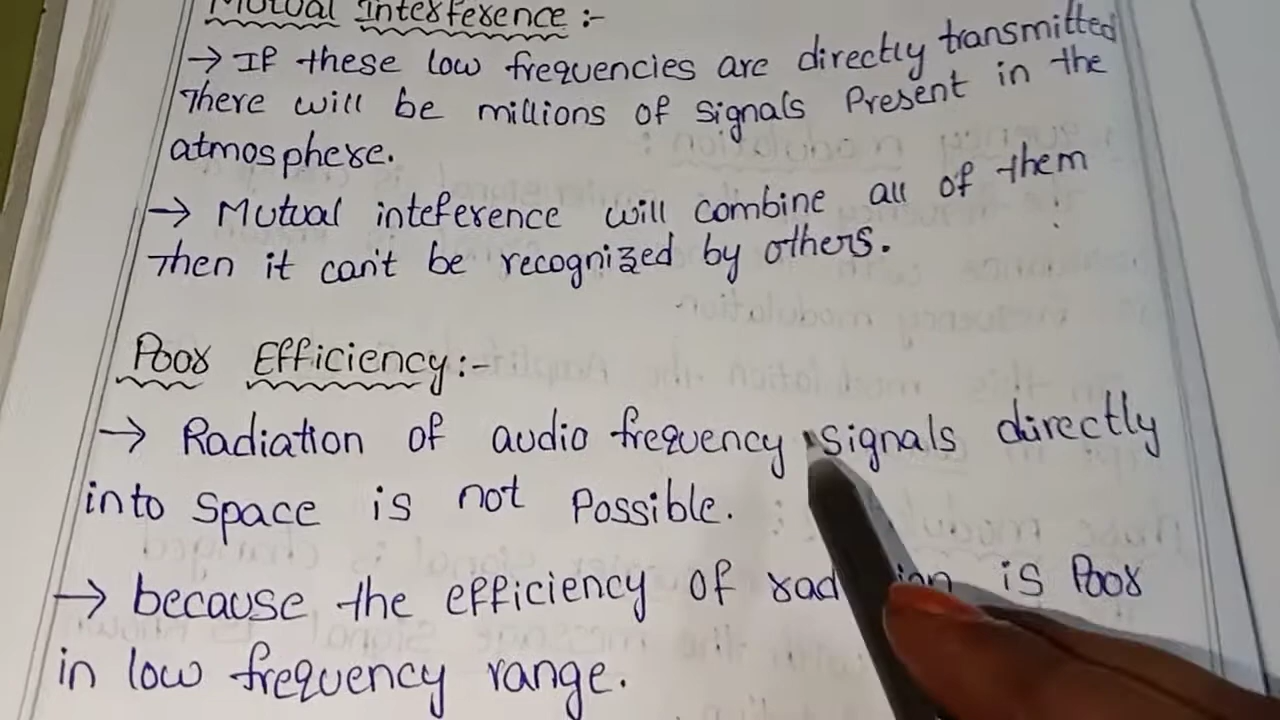 Mutual Interference :-
→ If these low frequencies are directly transmitted
There will be millions of signals Present in the
atmosphere.
→ Mutual inteference will combine all of them
Then it can't be recognized by others.
Poor Efficiency :-
→ Radiation of audio frequency signals directly
into space is not Possible.
→ because the efficiency of is Poor
in low frequency range.